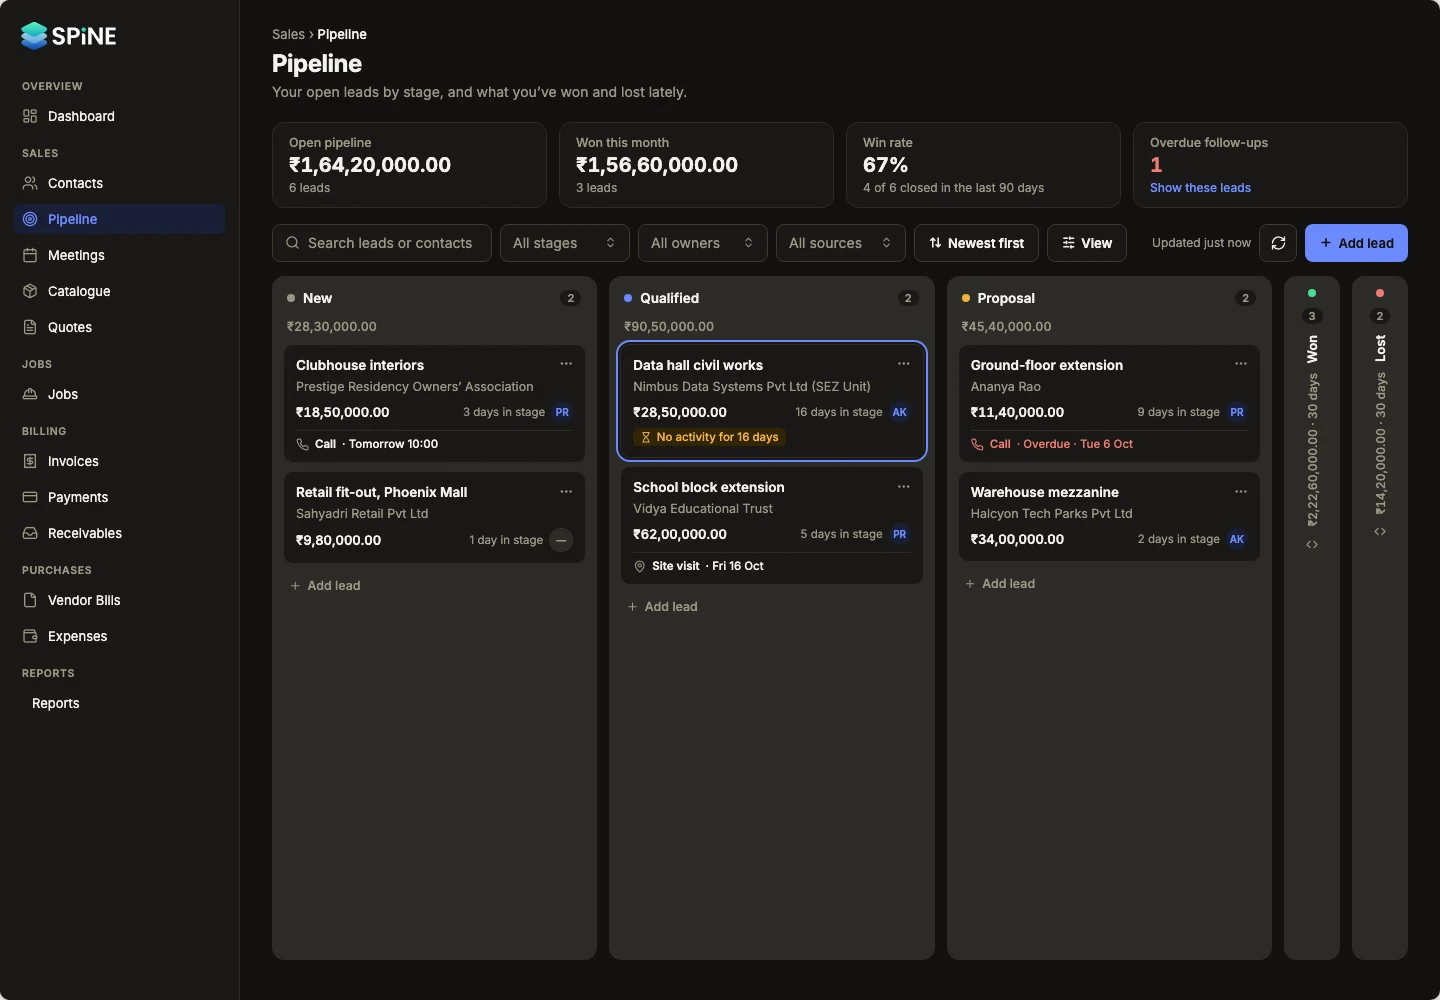 SPiNE
OVERVIEW
Dashboard
SALES
Contacts
Pipeline
Meetings
Catalogue
Quotes
JOBS
Jobs
BILLING
Invoices
Payments
Receivables
PURCHASES
Vendor Bills
Expenses
REPORTS
Reports
Sales › Pipeline
Pipeline
Your open leads by stage, and what you’ve won and lost lately.
Open pipeline
₹1,64,20,000.00
6 leads
Won this month
₹1,56,60,000.00
3 leads
Win rate
67%
4 of 6 closed in the last 90 days
Overdue follow-ups
1
Show these leads
Search leads or contacts
All stages
All owners
All sources
Newest first
View
Updated just now
+ Add lead
New 2
₹28,30,000.00
Clubhouse interiors ···
Prestige Residency Owners’ Association
₹18,50,000.00 3 days in stage PR
Call · Tomorrow 10:00
Retail fit-out, Phoenix Mall ···
Sahyadri Retail Pvt Ltd
₹9,80,000.00 1 day in stage —
+ Add lead
Qualified 2
₹90,50,000.00
Data hall civil works ···
Nimbus Data Systems Pvt Ltd (SEZ Unit)
₹28,50,000.00 16 days in stage AK
No activity for 16 days
School block extension ···
Vidya Educational Trust
₹62,00,000.00 5 days in stage PR
Site visit · Fri 16 Oct
+ Add lead
Proposal 2
₹45,40,000.00
Ground-floor extension ···
Ananya Rao
₹11,40,000.00 9 days in stage PR
Call · Overdue · Tue 6 Oct
Warehouse mezzanine ···
Halcyon Tech Parks Pvt Ltd
₹34,00,000.00 2 days in stage AK
+ Add lead
3
Won
₹2,22,60,000.00 · 30 days
2
Lost
₹14,20,000.00 · 30 days